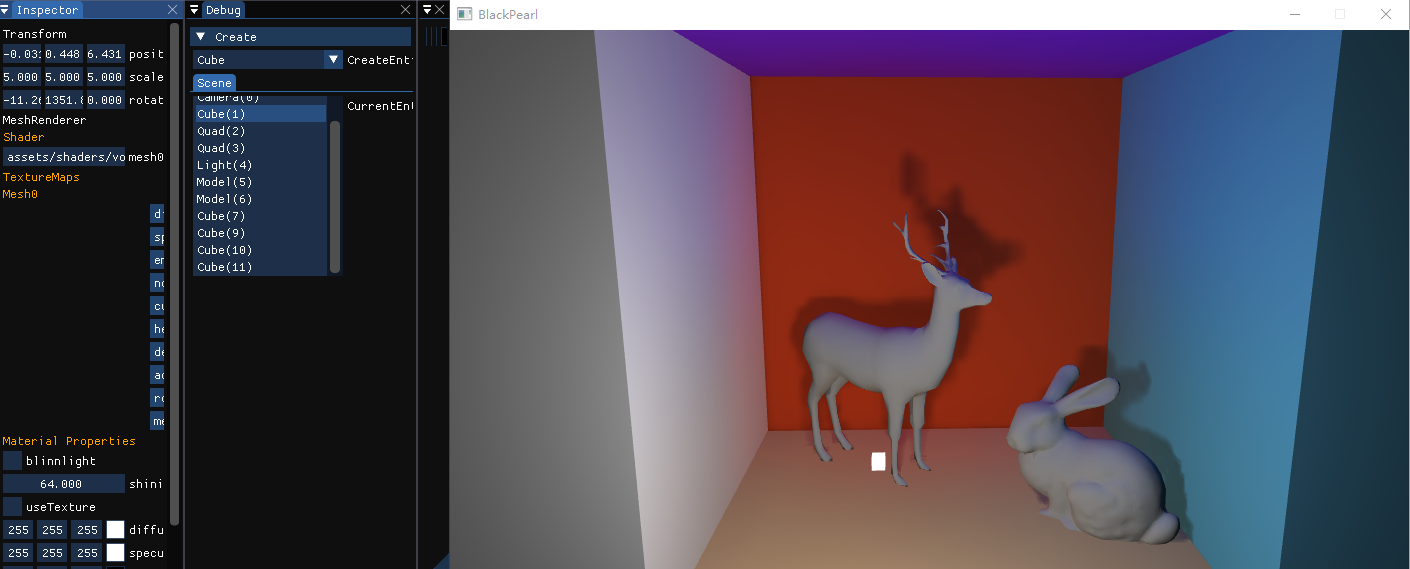 Inspector
Transform
-0.031 0.448 6.431 posit
5.000 5.000 5.000 scale
-11.26 1351.8 0.000 rotat
MeshRenderer
Shader
assets/shaders/vo mesh0
TextureMaps
Mesh0
di
sp
em
no
cu
he
de
ao
ro
me
Material Properties
blinnlight
64.000 shini
useTexture
255 255 255 diffu
255 255 255 specu
Debug
Create
Cube CreateEnt
Scene
Camera(0)
Cube(1)
Quad(2)
Quad(3)
Light(4)
Model(5)
Model(6)
Cube(7)
Cube(9)
Cube(10)
Cube(11)
CurrentEnt
BlackPearl